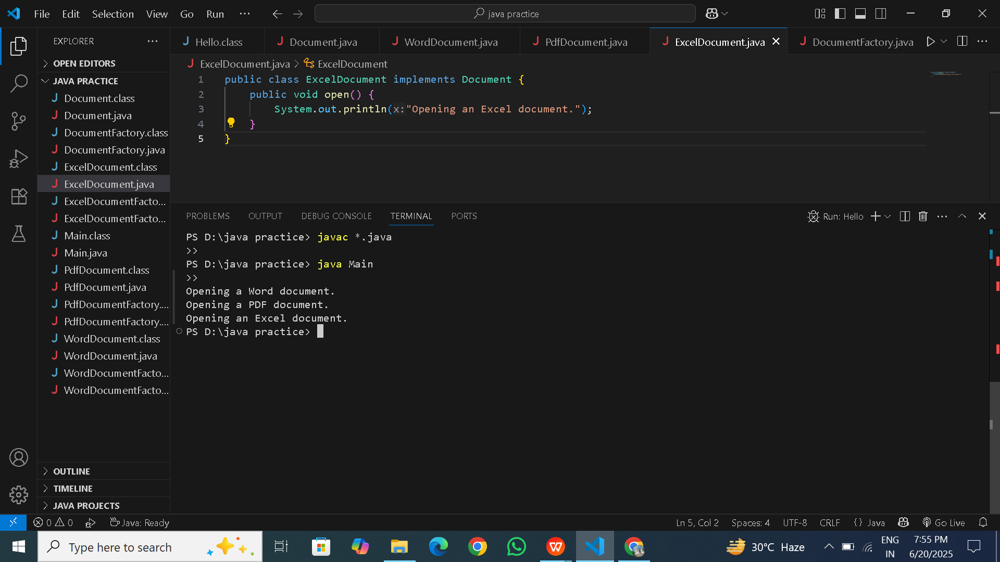 File Edit Selection View Go Run ···
java practice
EXPLORER ···
OPEN EDITORS
JAVA PRACTICE
Document.class
Document.java
DocumentFactory.class
DocumentFactory.java
ExcelDocument.class
ExcelDocument.java
ExcelDocumentFacto...
ExcelDocumentFacto...
Main.class
Main.java
PdfDocument.class
PdfDocument.java
PdfDocumentFactory....
PdfDocumentFactory....
WordDocument.class
WordDocument.java
WordDocumentFacto...
WordDocumentFacto...
OUTLINE
TIMELINE
JAVA PROJECTS
Hello.class Document.java WordDocument.java PdfDocument.java ExcelDocument.java DocumentFactory.java
ExcelDocument.java > ExcelDocument
1 public class ExcelDocument implements Document {
2 public void open() {
3 System.out.println(x:"Opening an Excel document.");
4 }
5 }
PROBLEMS OUTPUT DEBUG CONSOLE TERMINAL PORTS
Run: Hello
PS D:\java practice> javac *.java
>>
PS D:\java practice> java Main
>>
Opening a Word document.
Opening a PDF document.
Opening an Excel document.
PS D:\java practice>
0 0 Java: Ready
Ln 5, Col 2 Spaces: 4 UTF-8 CRLF {} Java Go Live
Type here to search
30°C Haze
ENG
IN
7:55 PM
6/20/2025